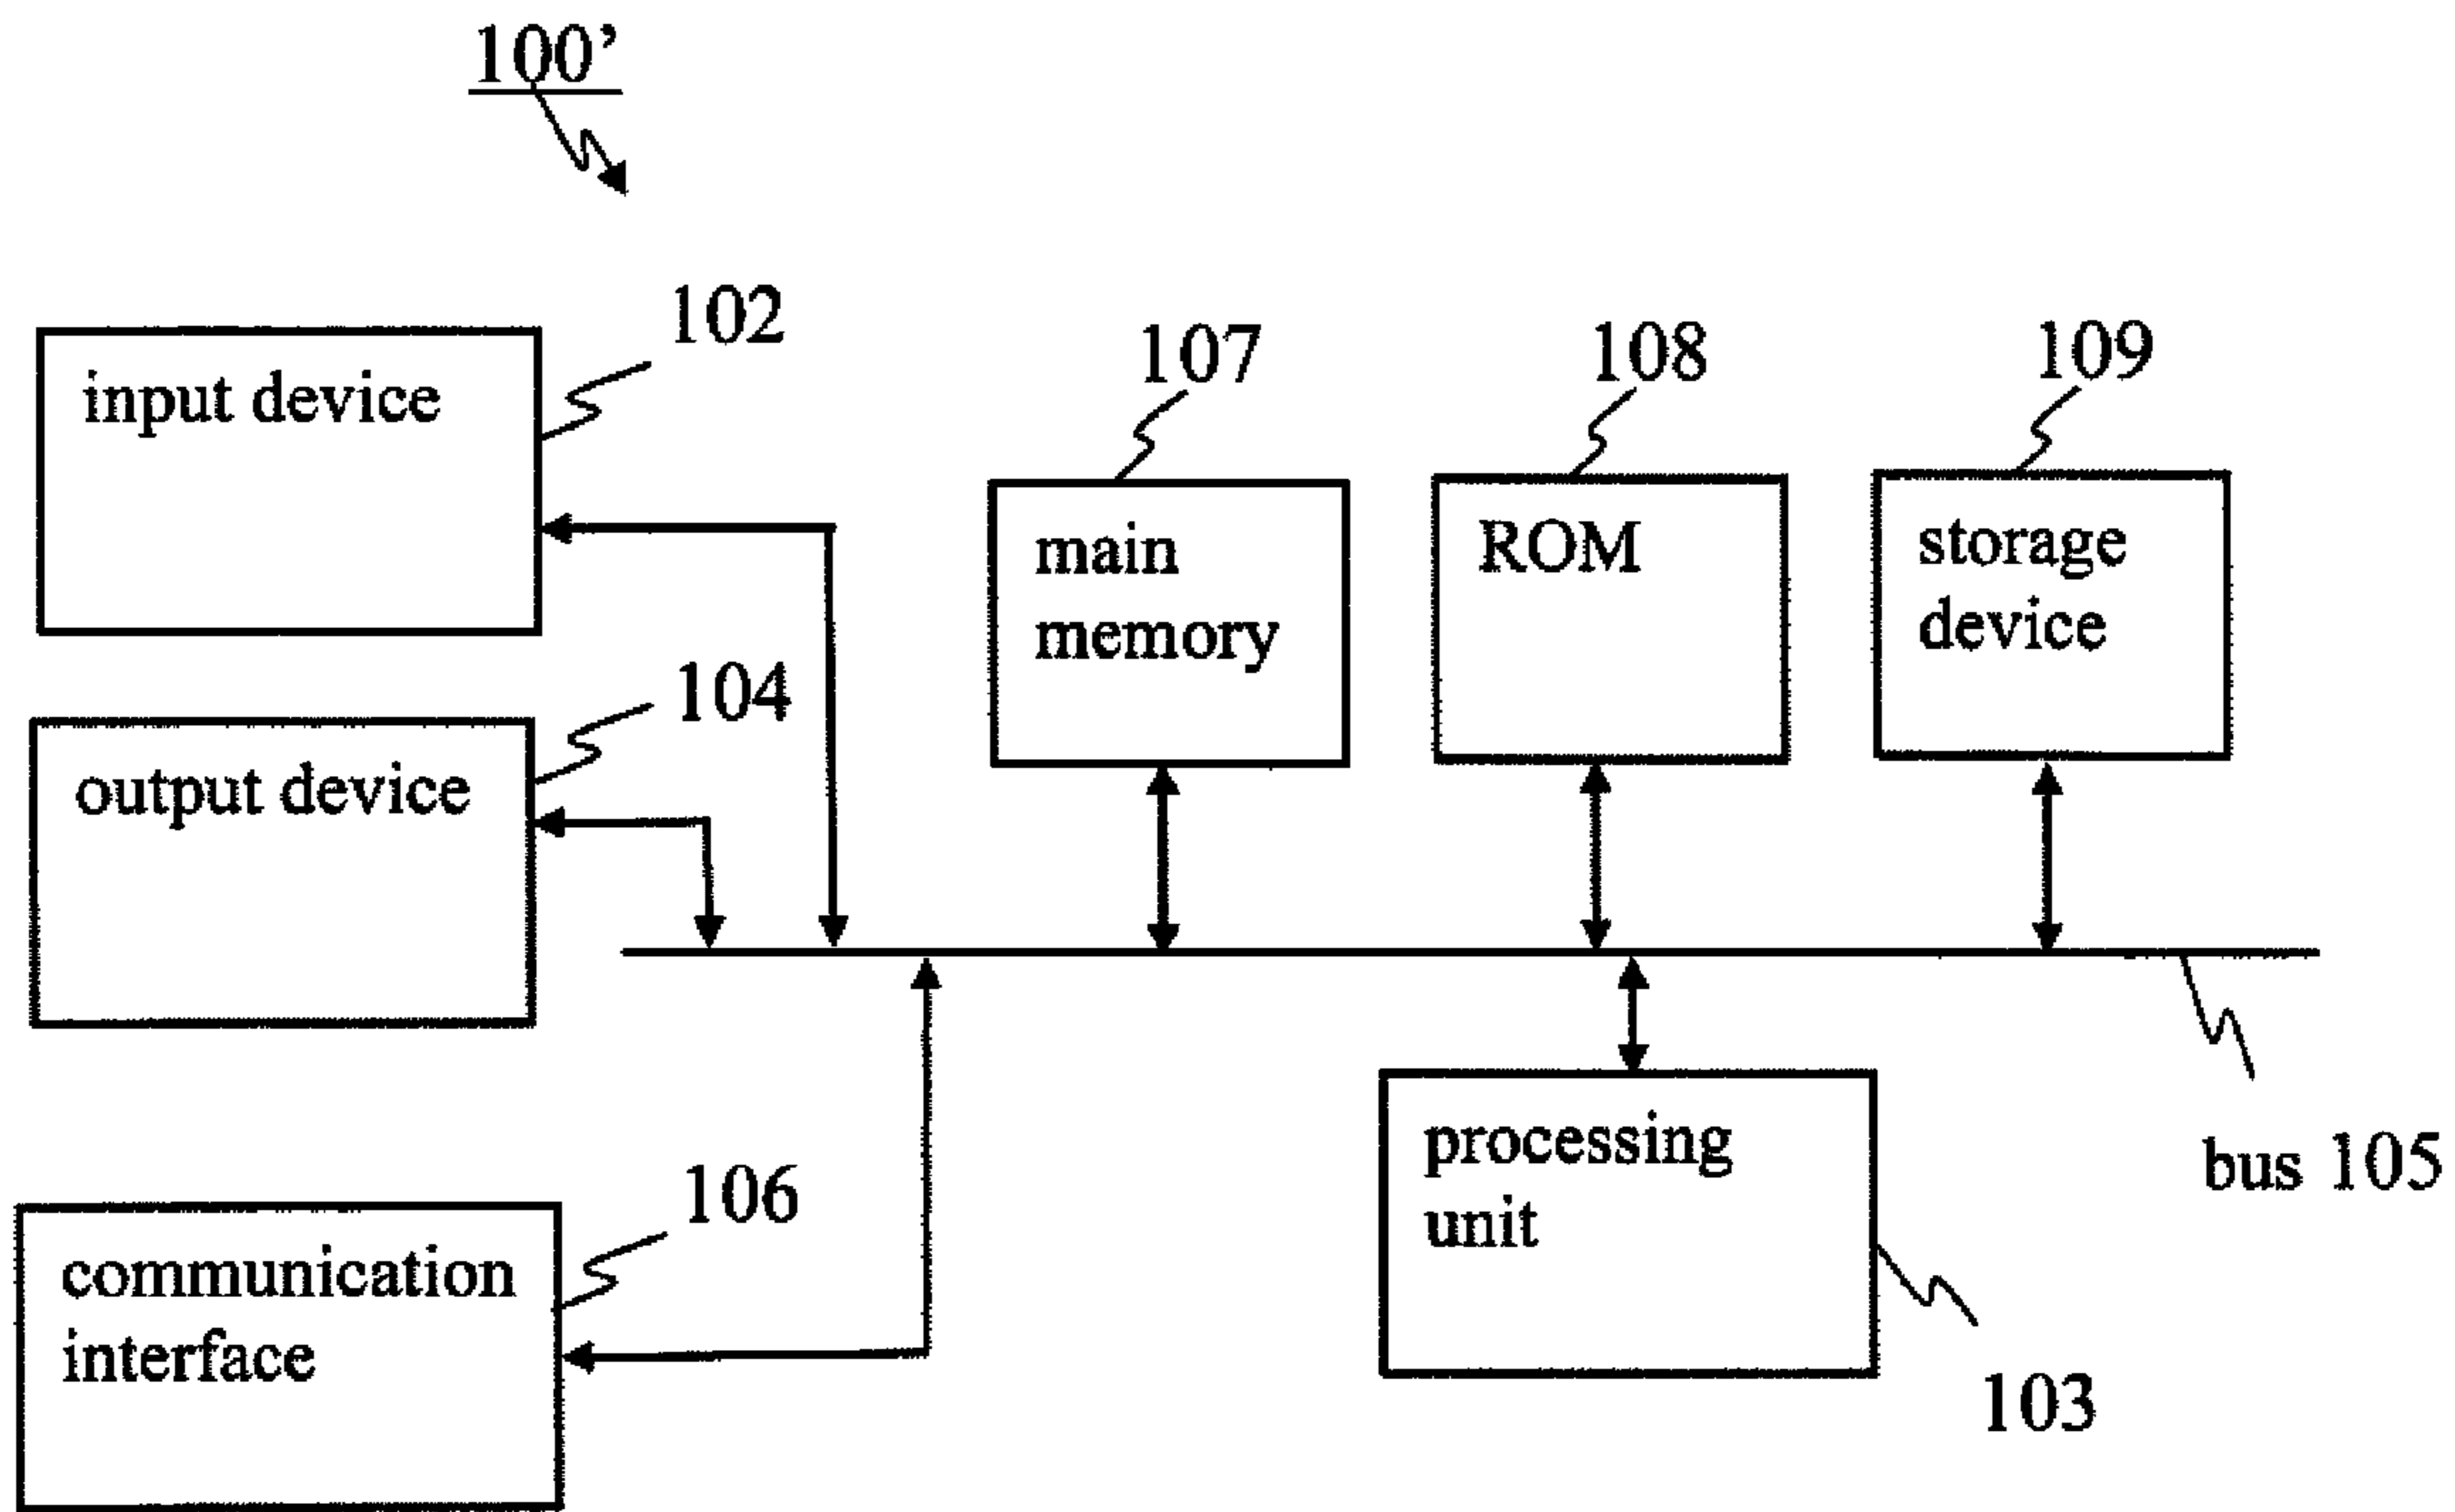 100’
102
input device
107
108
109
main
memory
ROM
storage
device
104
output device
106
communication
interface
processing
unit
bus 105
103